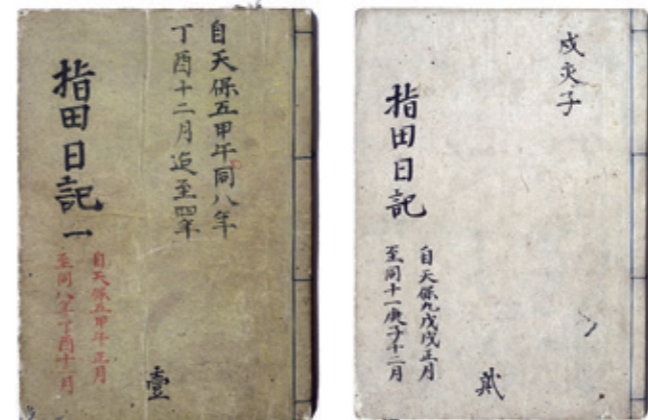 自天保五甲午同八年
丁酉十二月迄至四年
指田日記一
自天保五甲午正月
至同八年丁酉十二月
壹
戍亥子
指田日記
自天保九戊戌正月
至同十一庚子十二月
貮